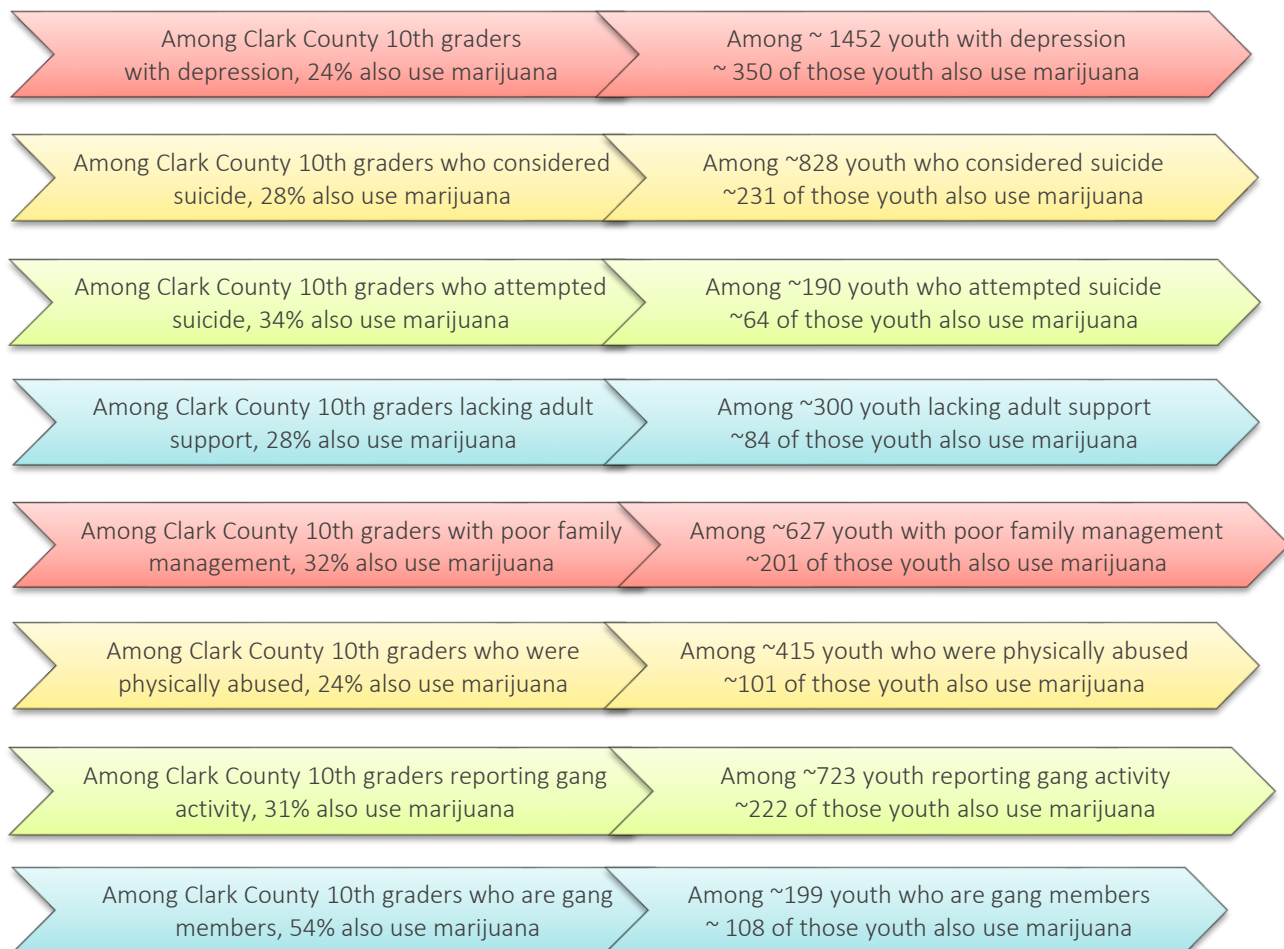 Among Clark County 10th graders
with depression, 24% also use marijuana
Among ~ 1452 youth with depression
~ 350 of those youth also use marijuana
Among Clark County 10th graders who considered
suicide, 28% also use marijuana
Among ~828 youth who considered suicide
~231 of those youth also use marijuana
Among Clark County 10th graders who attempted
suicide, 34% also use marijuana
Among ~190 youth who attempted suicide
~64 of those youth also use marijuana
Among Clark County 10th graders lacking adult
support, 28% also use marijuana
Among ~300 youth lacking adult support
~84 of those youth also use marijuana
Among Clark County 10th graders with poor family
management, 32% also use marijuana
Among ~627 youth with poor family management
~201 of those youth also use marijuana
Among Clark County 10th graders who were
physically abused, 24% also use marijuana
Among ~415 youth who were physically abused
~101 of those youth also use marijuana
Among Clark County 10th graders reporting gang
activity, 31% also use marijuana
Among ~723 youth reporting gang activity
~222 of those youth also use marijuana
Among Clark County 10th graders who are gang
members, 54% also use marijuana
Among ~199 youth who are gang members
~ 108 of those youth also use marijuana